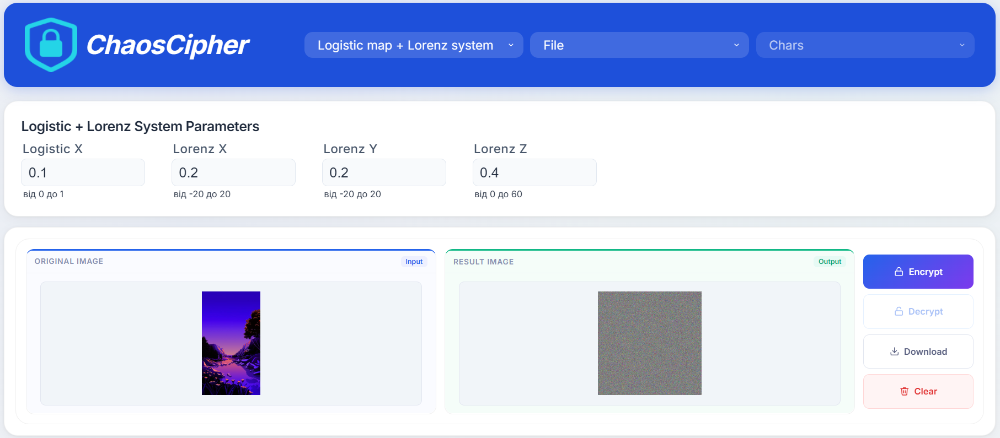 ChaosCipher
Logistic map + Lorenz system
File
Chars
Logistic + Lorenz System Parameters
Logistic X
Lorenz X
Lorenz Y
Lorenz Z
0.1
0.2
0.2
0.4
від 0 до 1
від -20 до 20
від -20 до 20
від 0 до 60
ORIGINAL IMAGE
Input
RESULT IMAGE
Output
Encrypt
Decrypt
Download
Clear